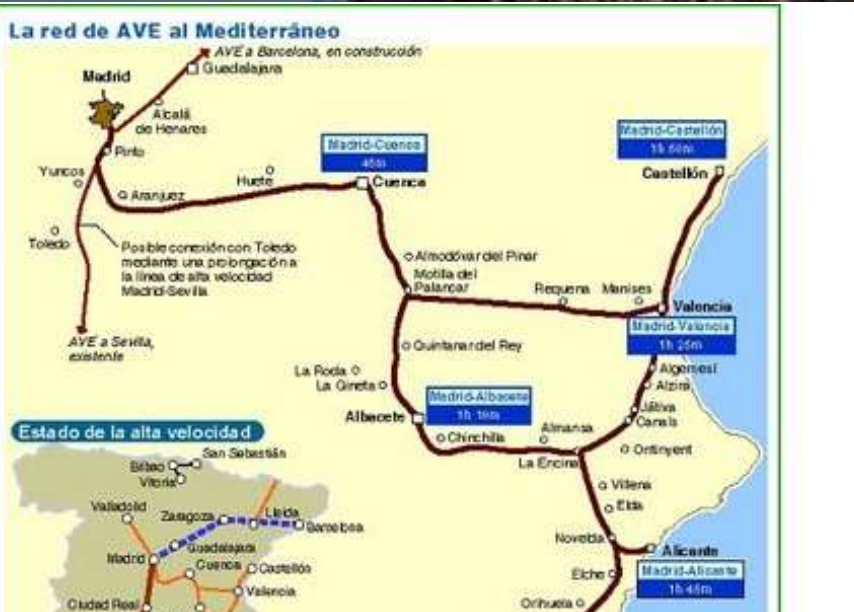 La red de AVE al Mediterráneo
AVE a Barcelona, en construcción
Guadalajara
Madrid
Alcalá
de Henares
Pinto
Yuncos
Aranjuez
Huete
Madrid-Cuenca
Cuenca
Madrid-Castellón
Castellón
Toledo
Posible conexión con Toledo
mediante una prolongación a
la línea de alta velocidad
Madrid-Sevilla
Almodóvar del Pinar
Motilla del
Palancar
Requena
Manises
Valencia
Madrid-Valencia
1h 25m
AVE a Sevilla,
existente
Quintanar del Rey
La Roda
La Gineta
Algemesí
Alzira
Madrid-Albacete
Albacete
Játiva
Canals
Chinchilla
Almansa
Ontinyent
La Encina
Villena
Elda
Novelda
Alicante
Madrid-Alicante
1h 45m
Elche
Orihuela
Estado de la alta velocidad
San Sebastián
Bilbao
Vitoria
Valladolid
Zaragoza
Lleida
Barcelona
Guadalajara
Madrid
Cuenca
Castellón
Valencia
Ciudad Real